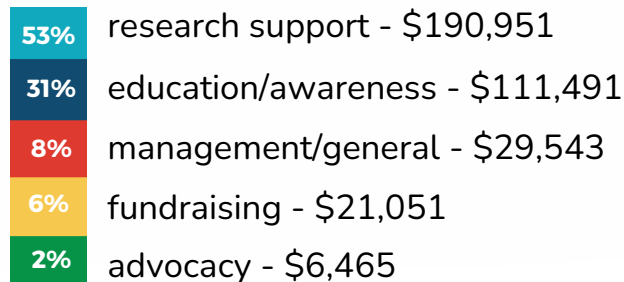 53% research support - $190,951
31% education/awareness - $111,491
8% management/general - $29,543
6% fundraising - $21,051
2% advocacy - $6,465